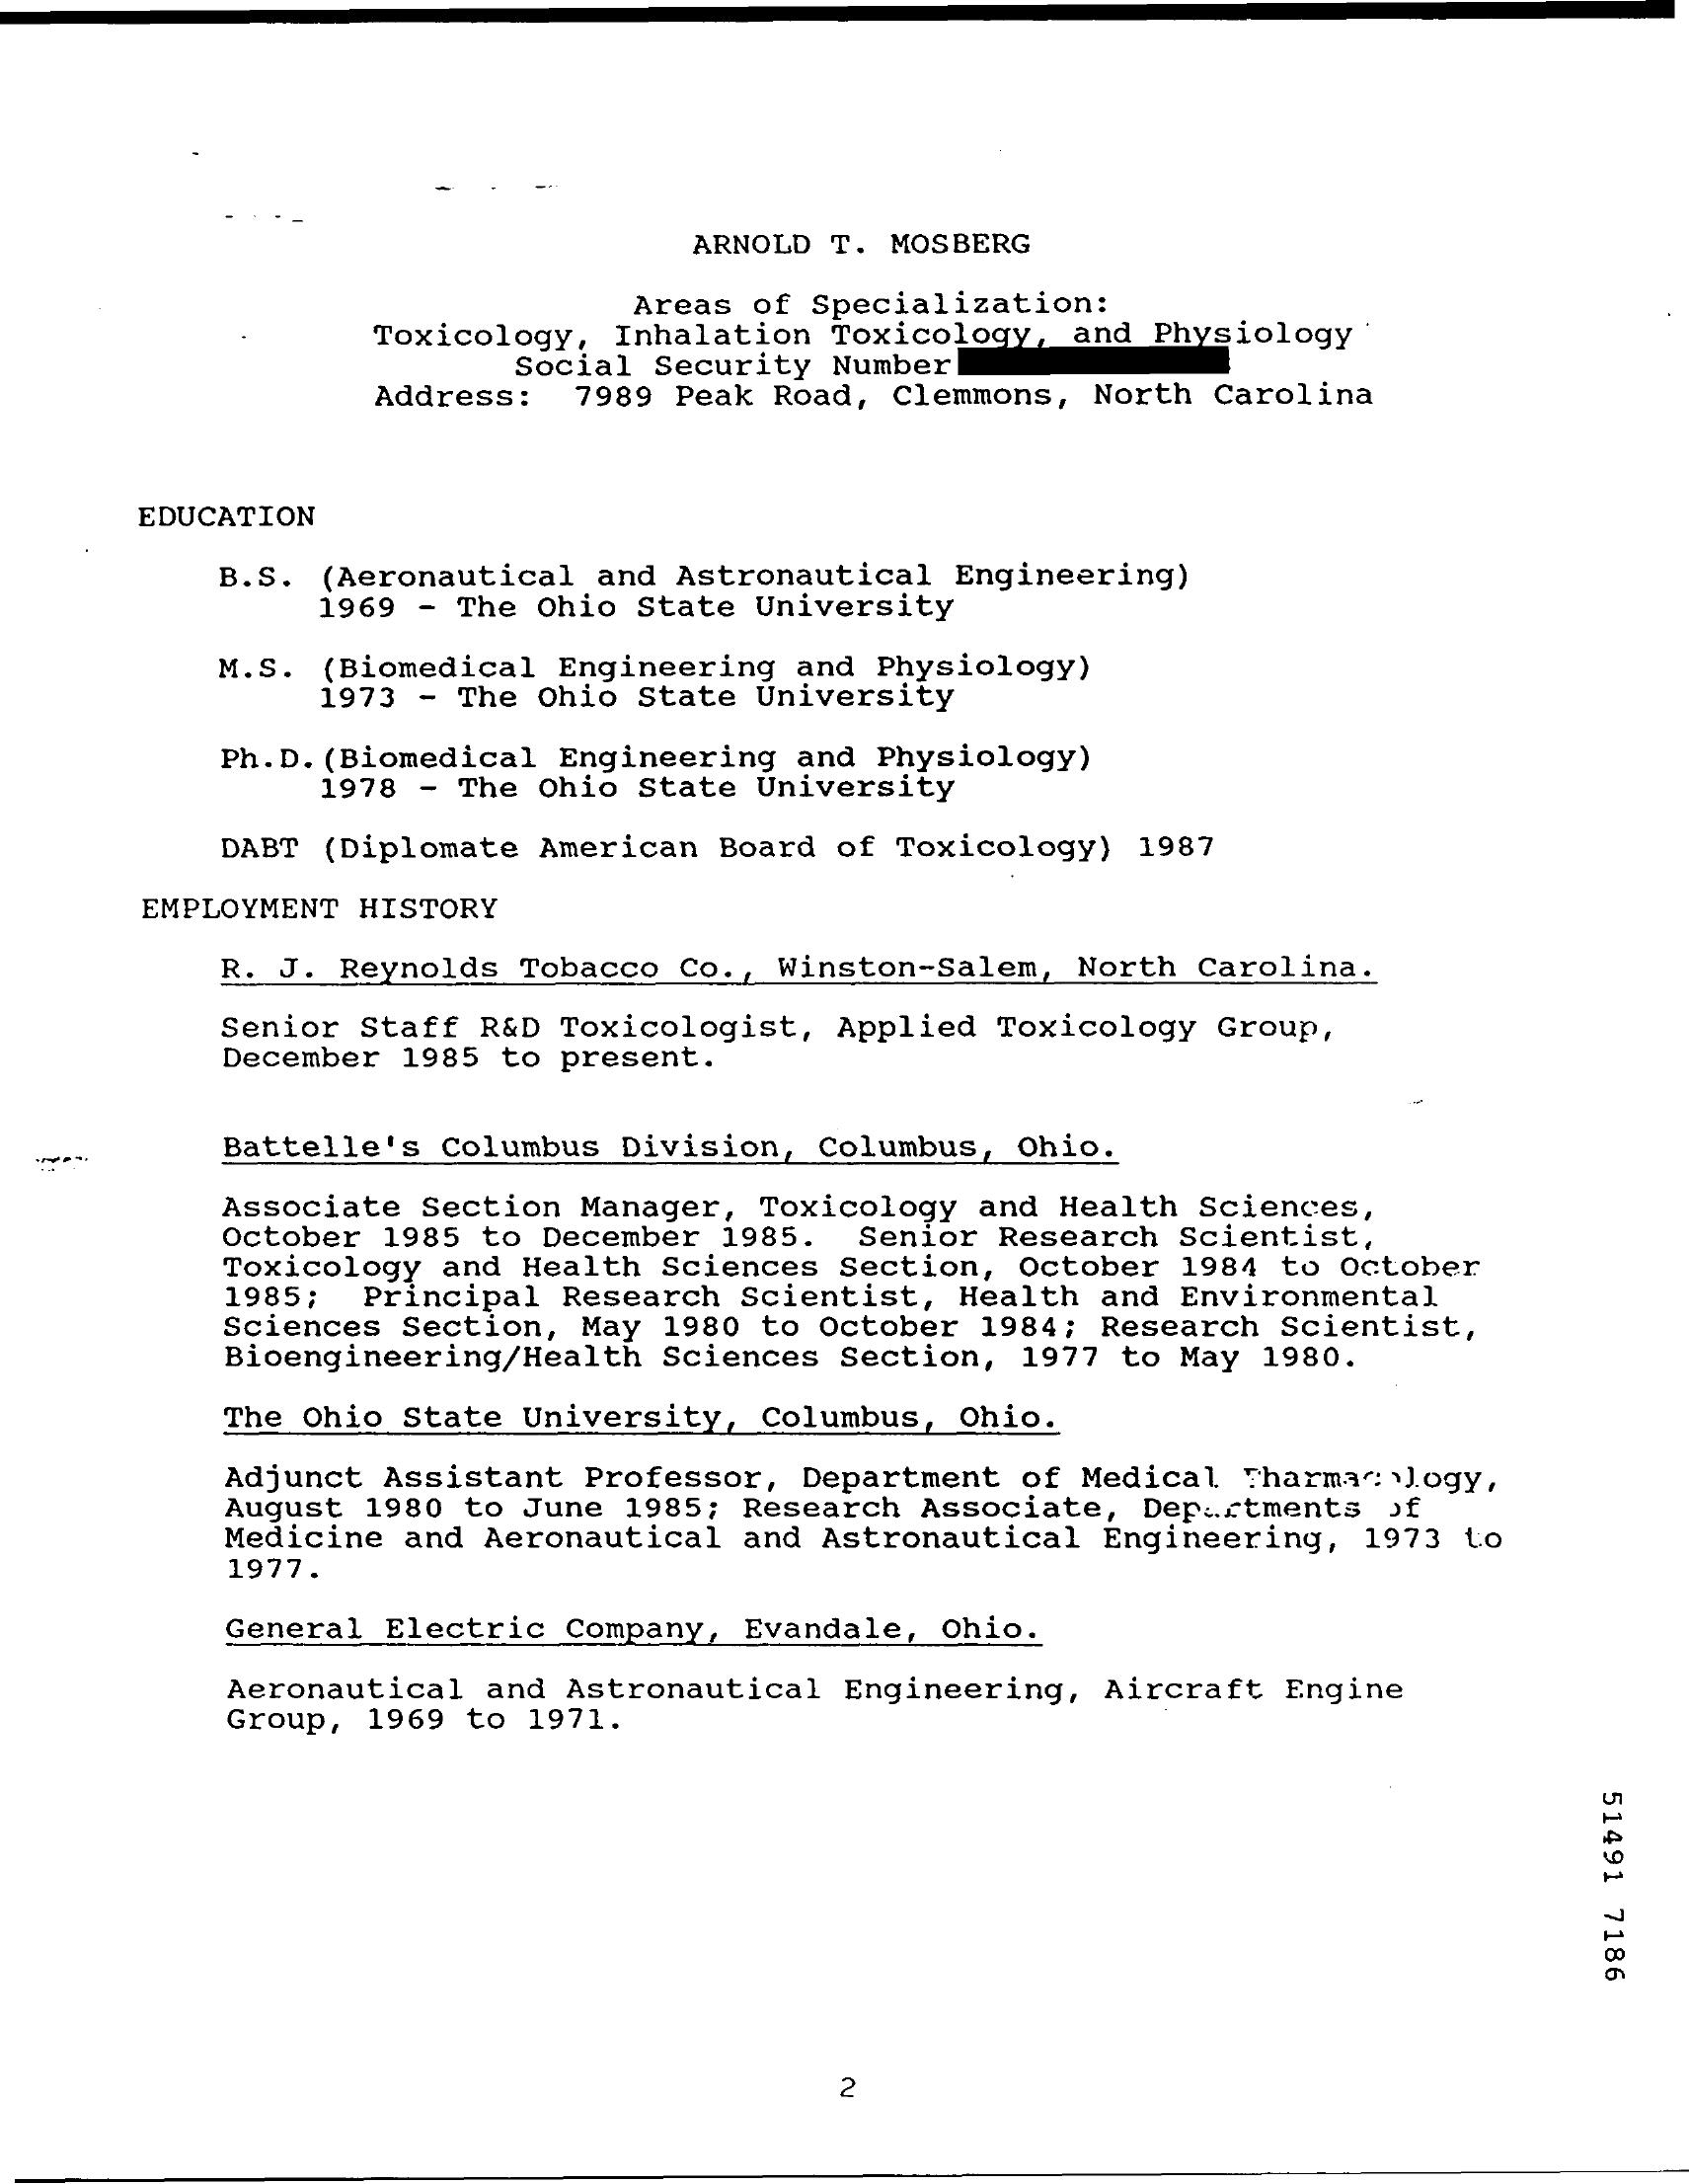 ARNOLD T. MOSBERG
Areas of Specialization:
Toxicology, Inhalation Toxicology, and Physiology
Social Security Number
Address: 7989 Peak Road, Clemmons, North Carolina
EDUCATION
B.S. (Aeronautical and Astronautical Engineering)
1969 - The Ohio State University
M.S. (Biomedical Engineering and Physiology)
1973 - The Ohio State University
Ph.D. (Biomedical Engineering and Physiology)
1978 - The Ohio State University
DABT (Diplomate American Board of Toxicology) 1987
EMPLOYMENT HISTORY
R. J. Reynolds Tobacco Co., Winston-Salem, North Carolina.
Senior Staff R&D Toxicologist, Applied Toxicology Group,
December 1985 to present.
Battelle's Columbus Division, Columbus, Ohio.
Associate Section Manager, Toxicology and Health Sciences,
October 1985 to December 1985. Senior Research Scientist,
Toxicology and Health Sciences Section, October 1984 to October
1985; Principal Research Scientist, Health and Environmental
Sciences Section, May 1980 to October 1984; Research Scientist,
Bioengineering/Health Sciences Section, 1977 to May 1980.
The Ohio State University, Columbus, Ohio.
Adjunct Assistant Professor, Department of Medical Pharmacology,
August 1980 to June 1985; Research Associate, Departments of
Medicine and Aeronautical and Astronautical Engineering, 1973 to
1977.
General Electric Company, Evandale, Ohio.
Aeronautical and Astronautical Engineering, Aircraft Engine
Group, 1969 to 1971.
51491 7186
2